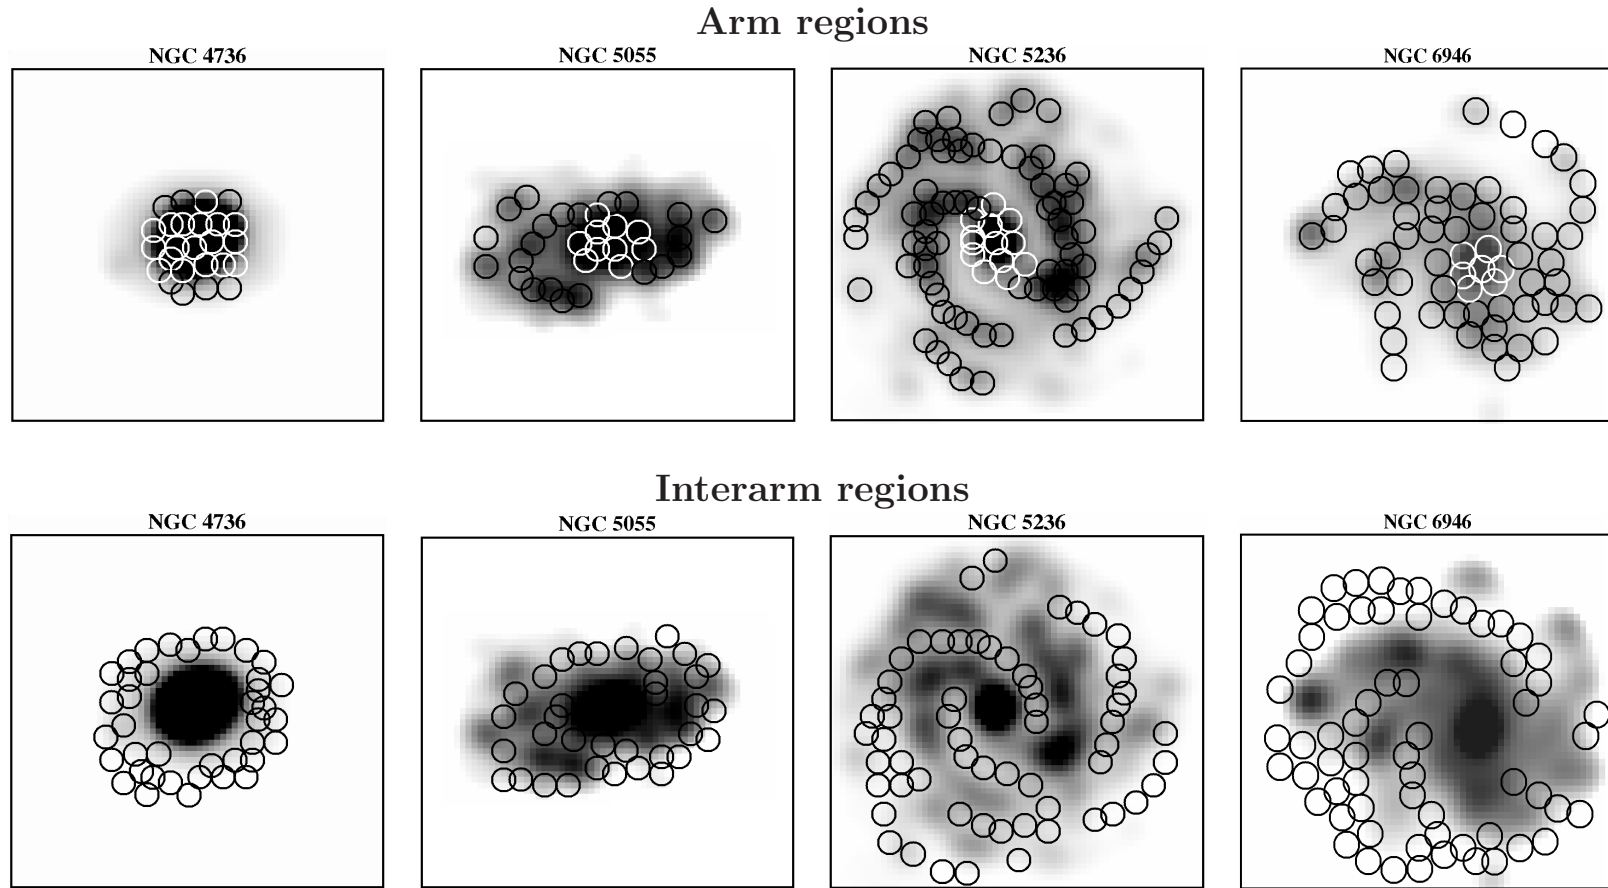 Arm regions
NGC 4736 NGC 5055 NGC 5236 NGC 6946
Interarm regions
NGC 4736 NGC 5055 NGC 5236 NGC 6946